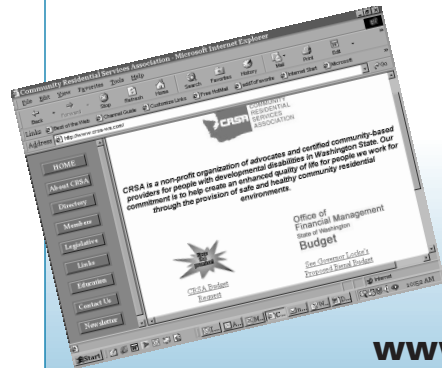 Community Residential Services Association - Microsoft Internet Explorer
File Edit View Favorites Tools Help
Back Forward Stop Refresh Home Search Favorites History Mail Print Edit
Links Best of the Web Channel Guide Customize Links Free Hotmail AddToFavorite Internet Start Microsoft
Address http://www.crsa-wa.com/ Go
HOME
About CRSA
Directory
Members
Legislative
Links
Education
Contact Us
Newsletter
CRSA
COMMUNITY
RESIDENTIAL
SERVICES
ASSOCIATION
CRSA is a non-profit organization of advocates and certified community-based
providers for people with developmental disabilities in Washington State. Our
commitment is to help create an enhanced quality of life for people we work for
through the provision of safe and healthy community residential
environments.
CRSA Budget
Request
Office of
Financial Management
State of Washington
Budget
See Governor Locke's
Proposed Biennial Budget
Internet
Start
www